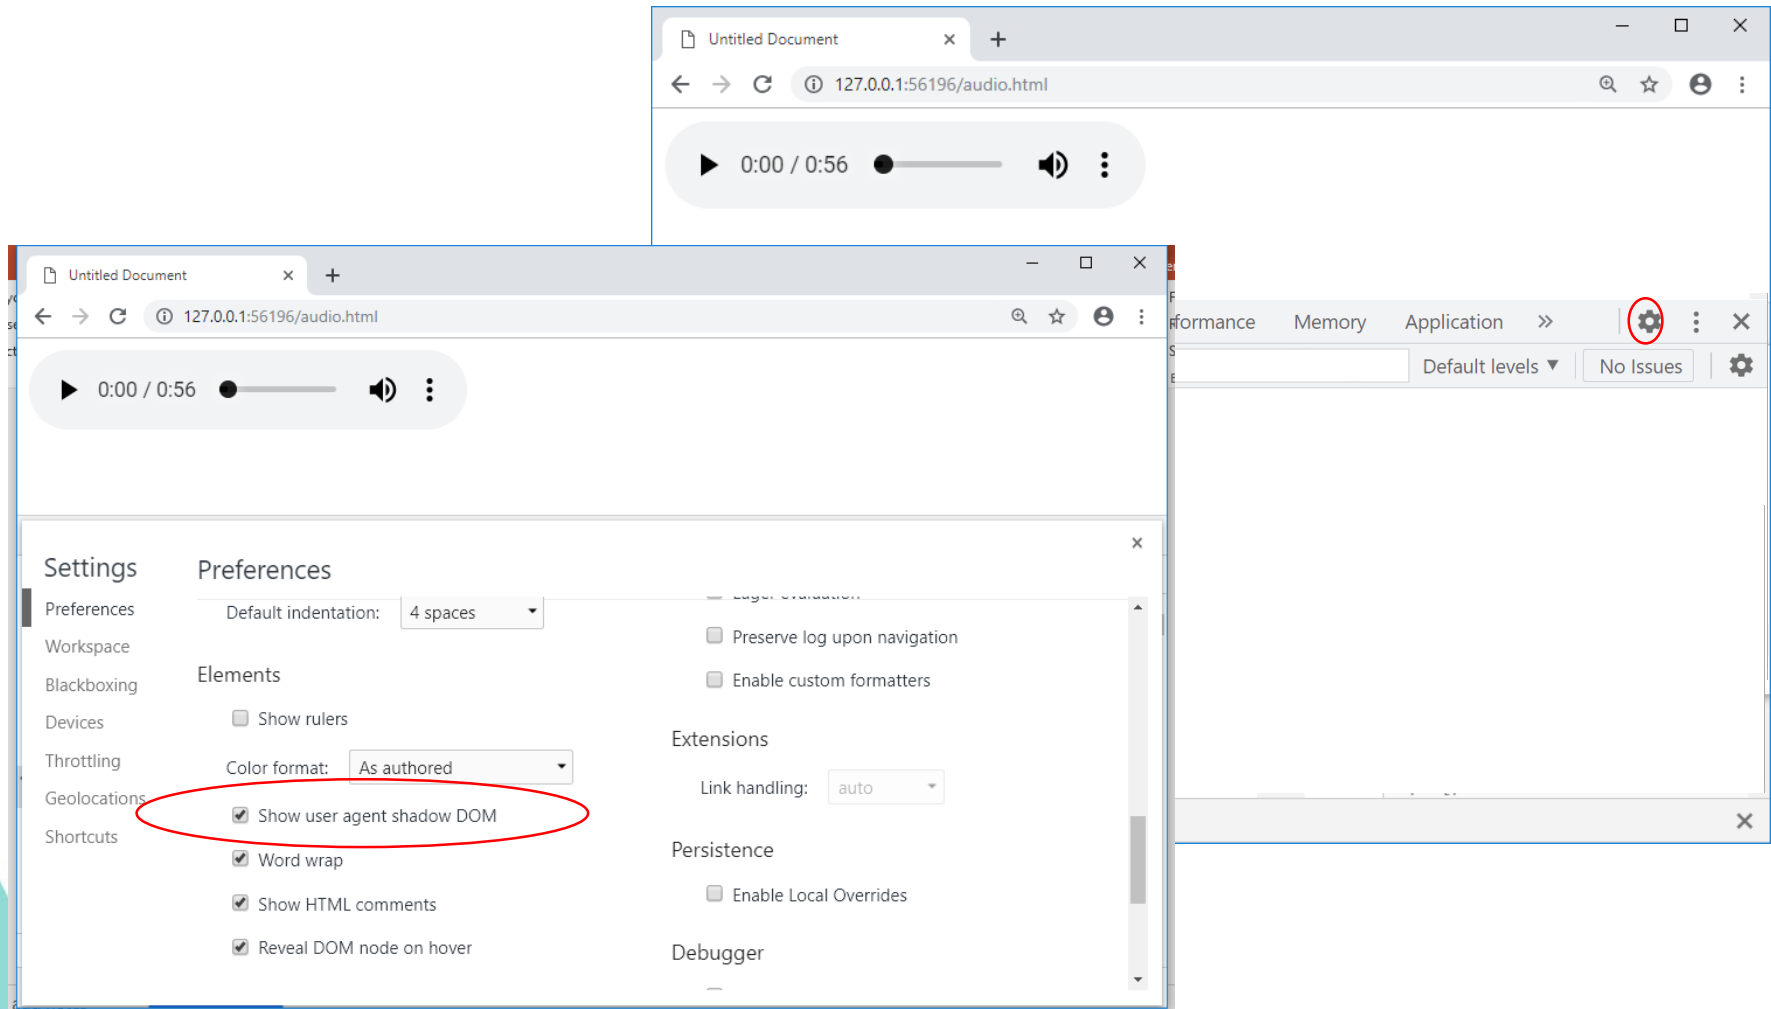 Untitled Document
127.0.0.1:56196/audio.html
0:00 / 0:56
Memory
Application
Default levels ▼
No Issues
Untitled Document
127.0.0.1:56196/audio.html
0:00 / 0:56
Settings
Preferences
Workspace
Blackboxing
Devices
Throttling
Geolocations
Shortcuts
Preferences
Default indentation: 4 spaces
Elements
Show rulers
Color format: As authored
Show user agent shadow DOM
Word wrap
Show HTML comments
Reveal DOM node on hover
Eager evaluation
Preserve log upon navigation
Enable custom formatters
Extensions
Link handling: auto
Persistence
Enable Local Overrides
Debugger